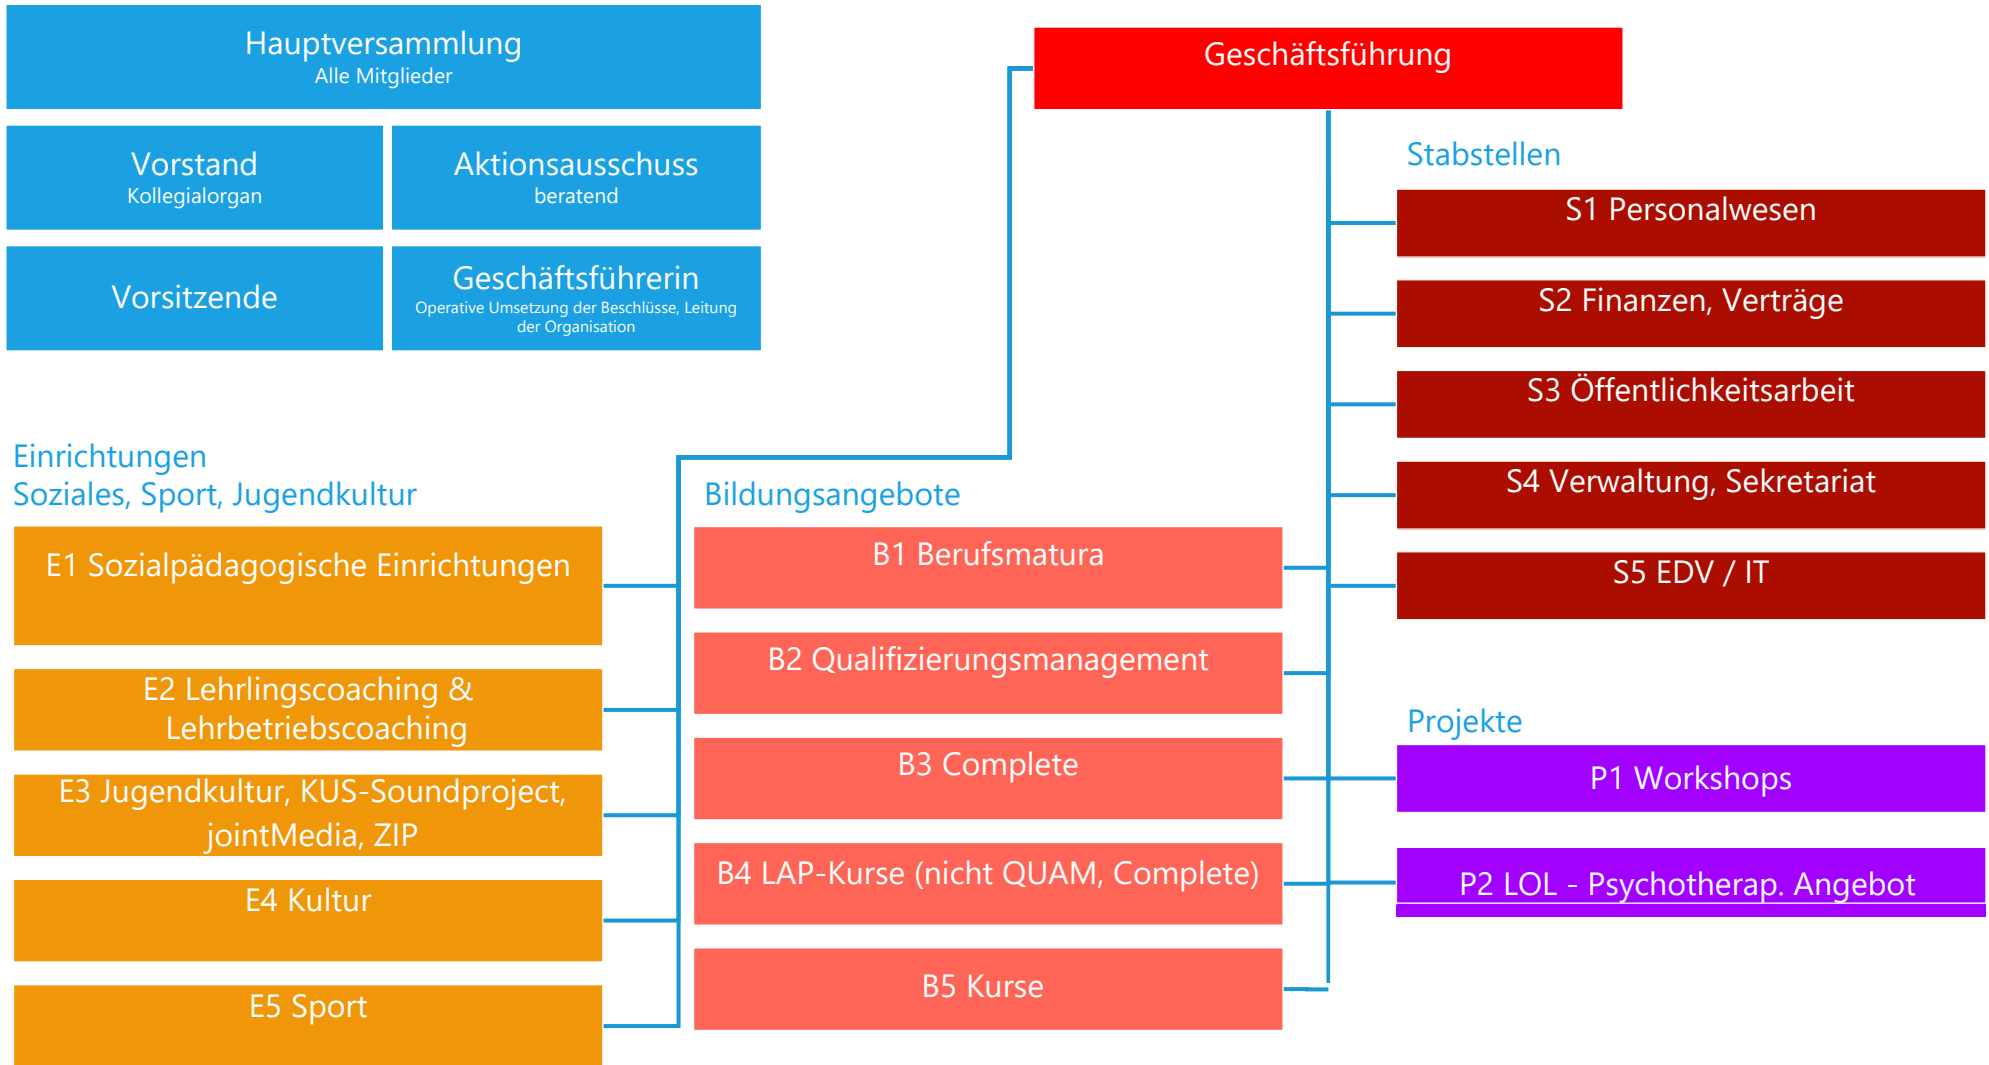 Hauptversammlung
Alle Mitglieder
Vorstand
Kollegialorgan
Aktionsausschuss
beratend
Vorsitzende
Geschäftsführerin
Operative Umsetzung der Beschlüsse, Leitung
der Organisation
Geschäftsführung
Stabstellen
S1 Personalwesen
S2 Finanzen, Verträge
S3 Öffentlichkeitsarbeit
S4 Verwaltung, Sekretariat
S5 EDV / IT
Einrichtungen
Soziales, Sport, Jugendkultur
E1 Sozialpädagogische Einrichtungen
E2 Lehrlingscoaching &
Lehrbetriebscoaching
E3 Jugendkultur, KUS-Soundproject,
jointMedia, ZIP
E4 Kultur
E5 Sport
Bildungsangebote
B1 Berufsmatura
B2 Qualifizierungsmanagement
B3 Complete
B4 LAP-Kurse (nicht QUAM, Complete)
B5 Kurse
Projekte
P1 Workshops
P2 LOL - Psychotherap. Angebot